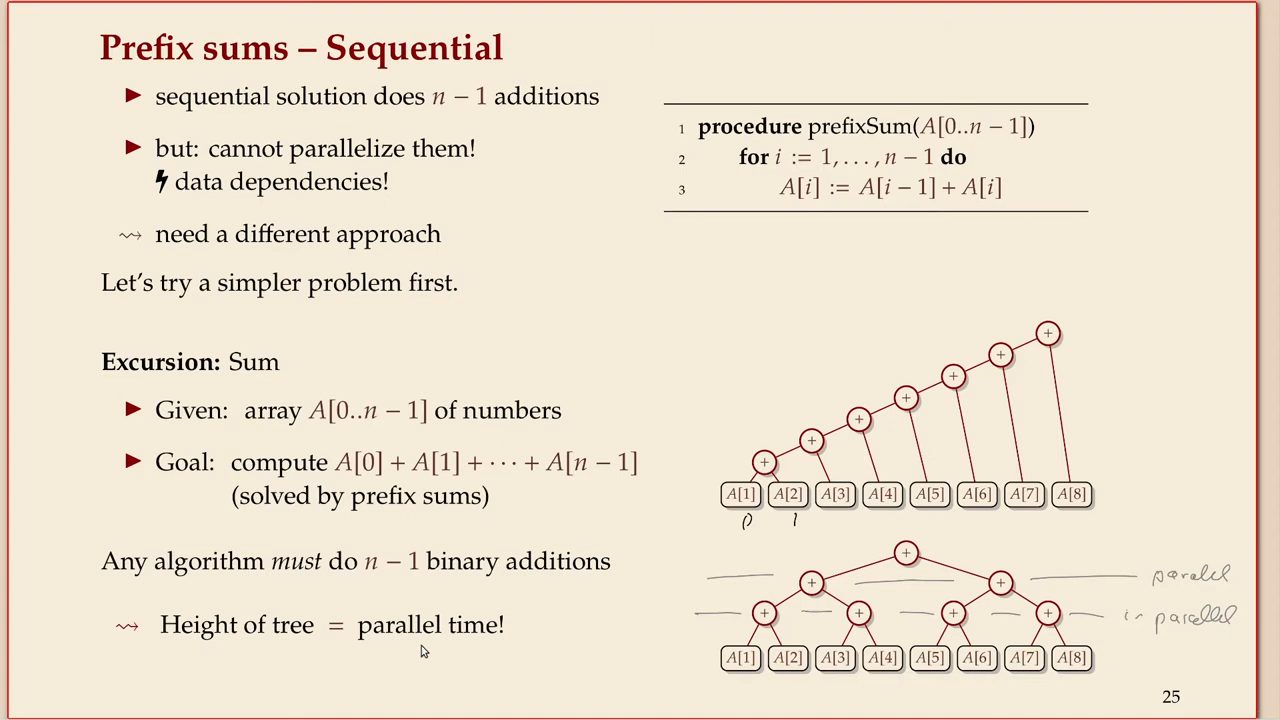 Prefix sums – Sequential
▶ sequential solution does n − 1 additions
▶ but: cannot parallelize them!
data dependencies!
⇝ need a different approach
Let's try a simpler problem first.
1 procedure prefixSum(A[0..n − 1])
2 for i := 1, . . . , n − 1 do
3 A[i] := A[i − 1] + A[i]
Excursion: Sum
▶ Given: array A[0..n − 1] of numbers
▶ Goal: compute A[0] + A[1] + · · · + A[n − 1]
(solved by prefix sums)
Any algorithm must do n − 1 binary additions
⇝ Height of tree = parallel time!
+
+
+
+
+
+
+
A[1] A[2] A[3] A[4] A[5] A[6] A[7] A[8]
0 1
+
+ + parallel
+ + + + in parallel
A[1] A[2] A[3] A[4] A[5] A[6] A[7] A[8]
25